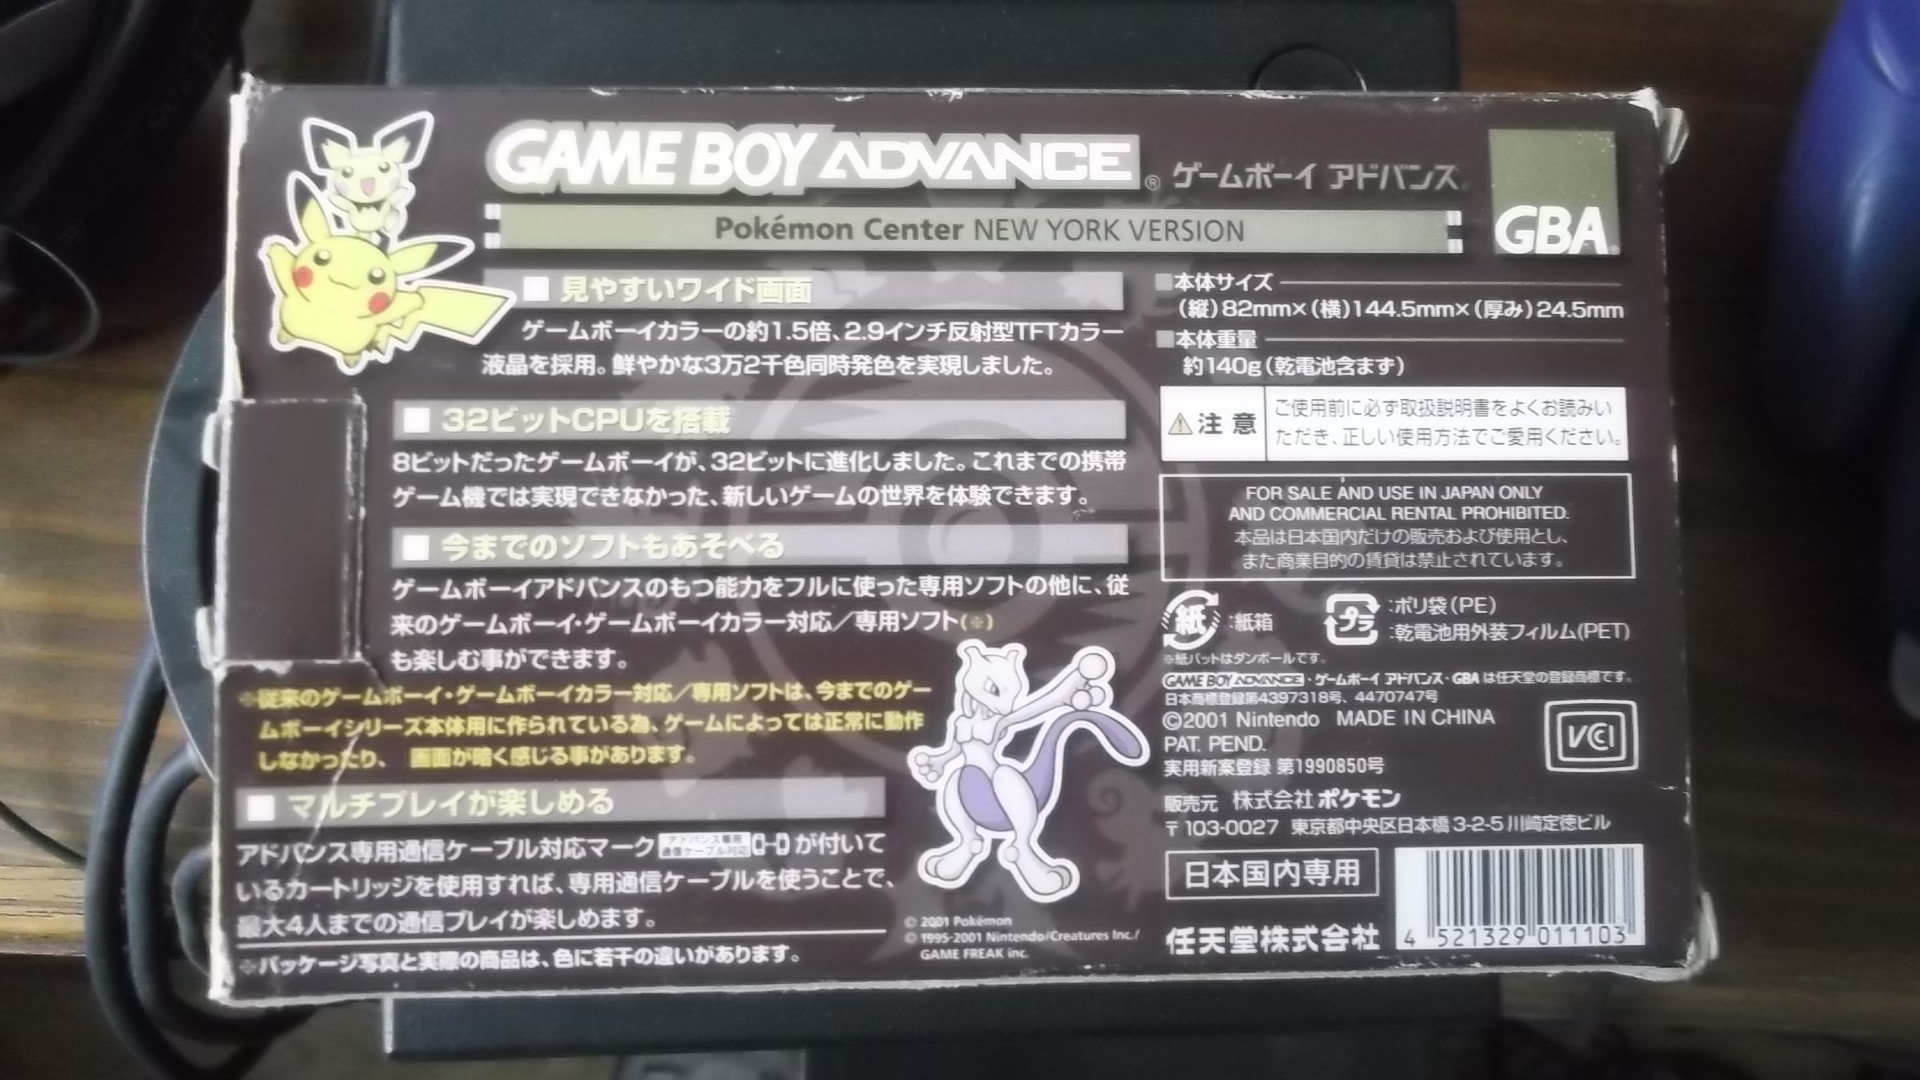 GAME BOY ADVANCE® ゲームボーイ アドバンス
GBA
Pokémon Center NEW YORK VERSION
■見やすいワイド画面
ゲームボーイカラーの約1.5倍、2.9インチ反射型TFTカラー
液晶を採用。鮮やかな3万2千色同時発色を実現しました。
■32ビットCPUを搭載
8ビットだったゲームボーイが、32ビットに進化しました。これまでの携帯
ゲーム機では実現できなかった、新しいゲームの世界を体験できます。
■今までのソフトもあそべる
ゲームボーイアドバンスのもつ能力をフルに使った専用ソフトの他に、従
来のゲームボーイ・ゲームボーイカラー対応/専用ソフト(※)
も楽しむ事ができます。
※従来のゲームボーイ・ゲームボーイカラー対応/専用ソフトは、今までのゲー
ムボーイシリーズ本体用に作られている為、ゲームによっては正常に動作
しなかったり、 画面が暗く感じる事があります。
■マルチプレイが楽しめる
アドバンス専用通信ケーブル対応マーク アドバンス専用 通信ケーブル対応 が付いて
いるカートリッジを使用すれば、専用通信ケーブルを使うことで、
最大4人までの通信プレイが楽しめます。
※パッケージ写真と実際の商品は、色に若干の違いがあります。
© 2001 Pokémon
© 1995-2001 Nintendo/Creatures Inc./
GAME FREAK inc.
■本体サイズ
(縦)82mm×(横)144.5mm×(厚み)24.5mm
■本体重量
約140g(乾電池含まず)
⚠注意
ご使用前に必ず取扱説明書をよくお読みい
ただき、正しい使用方法でご愛用ください。
FOR SALE AND USE IN JAPAN ONLY
AND COMMERCIAL RENTAL PROHIBITED.
本品は日本国内だけの販売および使用とし、
また商業目的の賃貸は禁止されています。
紙 :紙箱
プラ :ポリ袋(PE)
:乾電池用外装フィルム(PET)
※紙パットはダンボールです。
GAME BOY ADVANCE・ゲームボーイ アドバンス・GBA は任天堂の登録商標です。
日本商標登録第4397318号、4470747号
©2001 Nintendo MADE IN CHINA
PAT. PEND.
実用新案登録 第1990850号
VCI
販売元 株式会社ポケモン
〒103-0027 東京都中央区日本橋3-2-5川崎定徳ビル
日本国内専用
任天堂株式会社
4 521329 011103